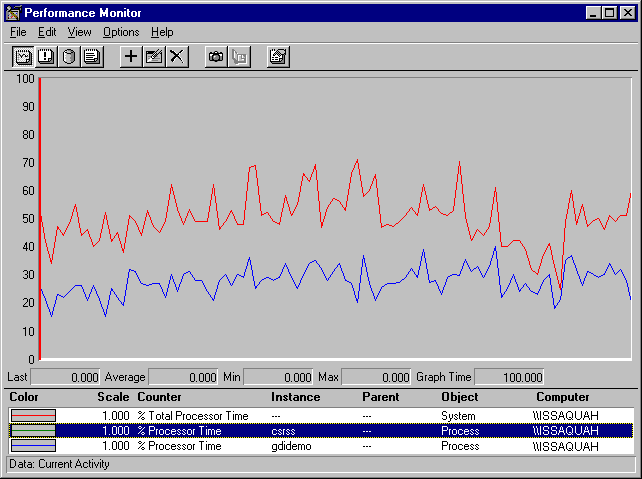 Performance Monitor
File Edit View Options Help
100
90
80
70
60
50
40
30
20
10
0
Last 0.000 Average 0.000 Min 0.000 Max 0.000 Graph Time 100.000
Color Scale Counter Instance Parent Object Computer
1.000 % Total Processor Time --- --- System \\ISSAQUAH
1.000 % Processor Time csrss --- Process \\ISSAQUAH
1.000 % Processor Time gdidemo --- Process \\ISSAQUAH
Data: Current Activity